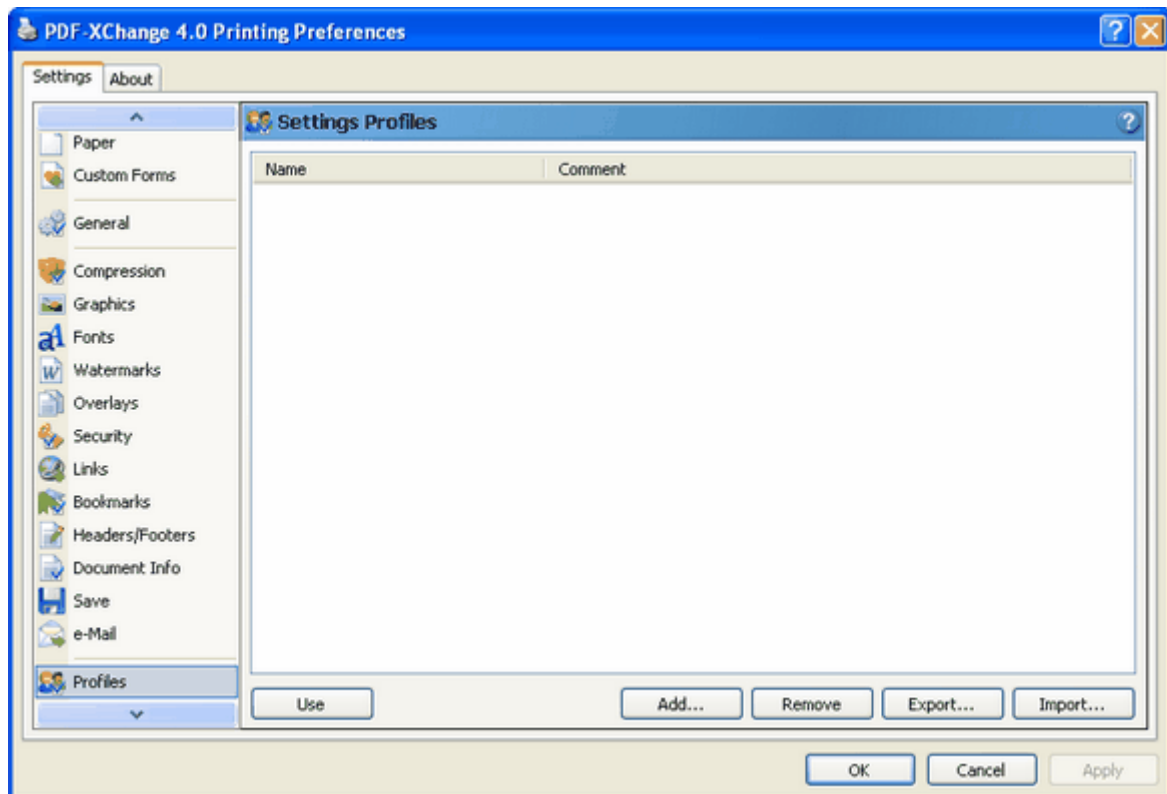 PDF-XChange 4.0 Printing Preferences
Settings About
Settings Profiles
Paper
Name Comment
Custom Forms
General
Compression
Graphics
Fonts
Watermarks
Overlays
Security
Links
Bookmarks
Headers/Footers
Document Info
Save
e-Mail
Profiles
Use Add... Remove Export... Import...
OK Cancel Apply